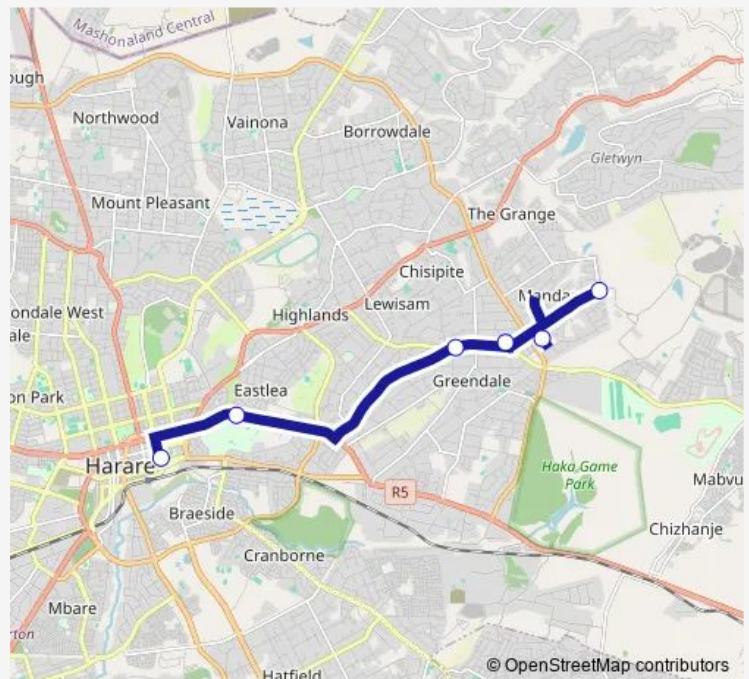 Mashonaland Central
ough
Northwood
Vainona
Borrowdale
Gletwyn
Mount Pleasant
The Grange
Chisipite
Manda
ondale West
Lewisam
Highlands
ale
Greendale
on Park
Eastlea
Harare
Haka Game
Park
R5
Mabvu
Braeside
Chizhanje
Cranborne
Mbare
rton
Hatfield
© OpenStreetMap contributors